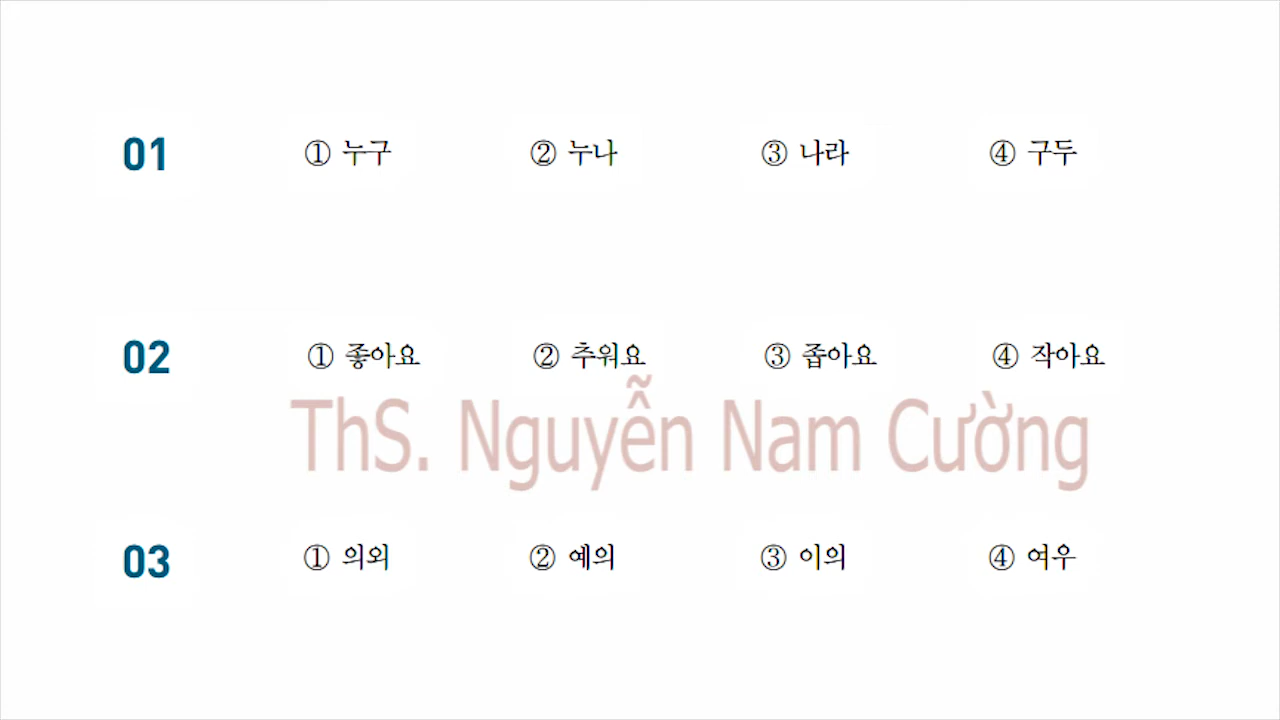 01 ① 누구 ② 누나 ③ 나라 ④ 구두
02 ① 좋아요 ② 추워요 ③ 좁아요 ④ 작아요
ThS. Nguyễn Nam Cường
03 ① 의외 ② 예의 ③ 이의 ④ 여우